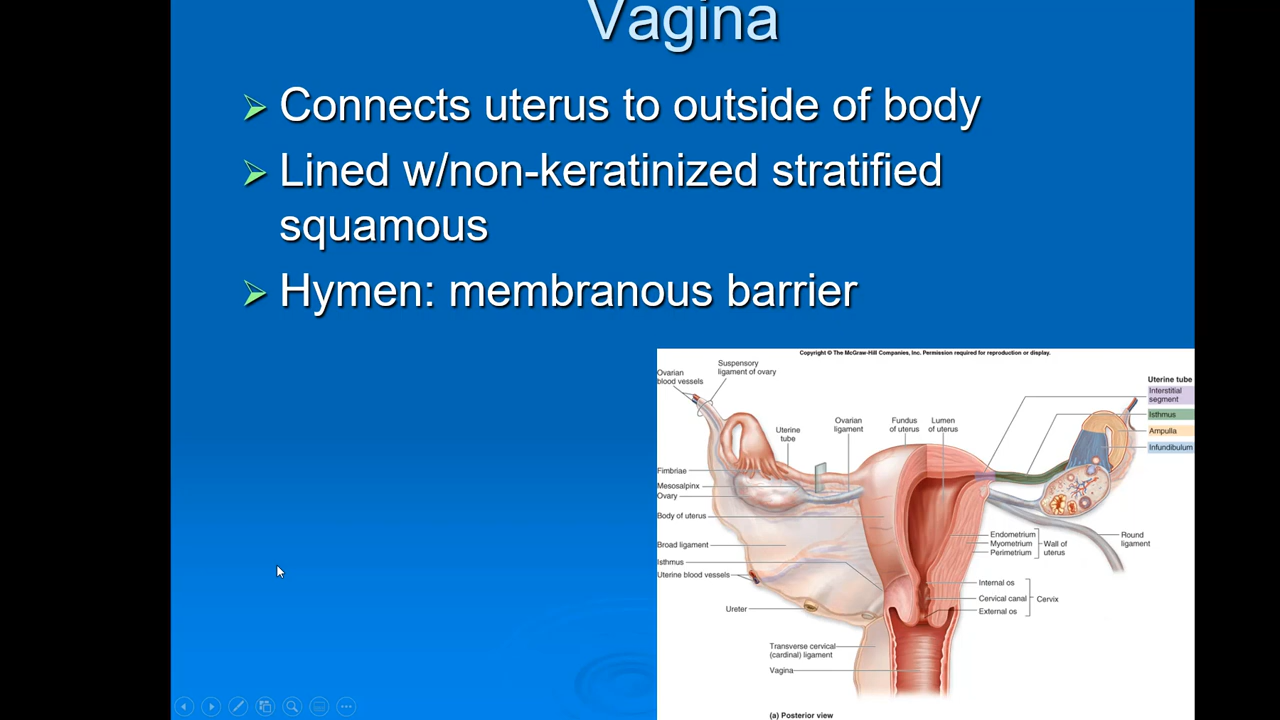 Vagina
Connects uterus to outside of body
Lined w/non-keratinized stratified
squamous
Hymen: membranous barrier
Copyright © The McGraw-Hill Companies, Inc. Permission required for reproduction or display.
Suspensory
ligament of ovary
Ovarian
blood vessels
Uterine tube
Interstitial
segment
Isthmus
Ampulla
Infundibulum
Uterine
tube
Ovarian
ligament
Fundus
of uterus
Lumen
of uterus
Fimbriae
Mesosalpinx
Ovary
Body of uterus
Broad ligament
Isthmus
Uterine blood vessels
Ureter
Endometrium
Myometrium
Perimetrium
Wall of
uterus
Round
ligament
Internal os
Cervical canal
External os
Cervix
Transverse cervical
(cardinal) ligament
Vagina
(a) Posterior view